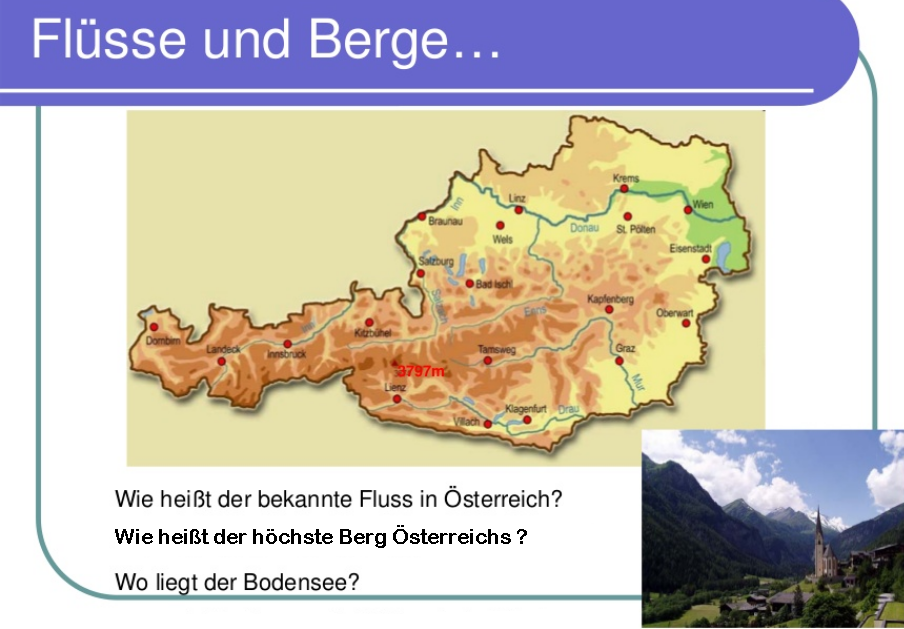 Flüsse und Berge…
Krems
Linz
Inn
Wien
Braunau
Donau
St. Pölten
Wels
Eisenstadt
Salzburg
Bad Ischl
Salzach
Kapfenberg
Enns
Oberwart
Inn
Dornbirn
Kitzbühel
Landeck
Innsbruck
Tamsweg
Graz
3797m
Lienz
Mur
Klagenfurt
Drau
Villach
Wie heißt der bekannte Fluss in Österreich?
Wie heißt der höchste Berg Österreichs ?
Wo liegt der Bodensee?